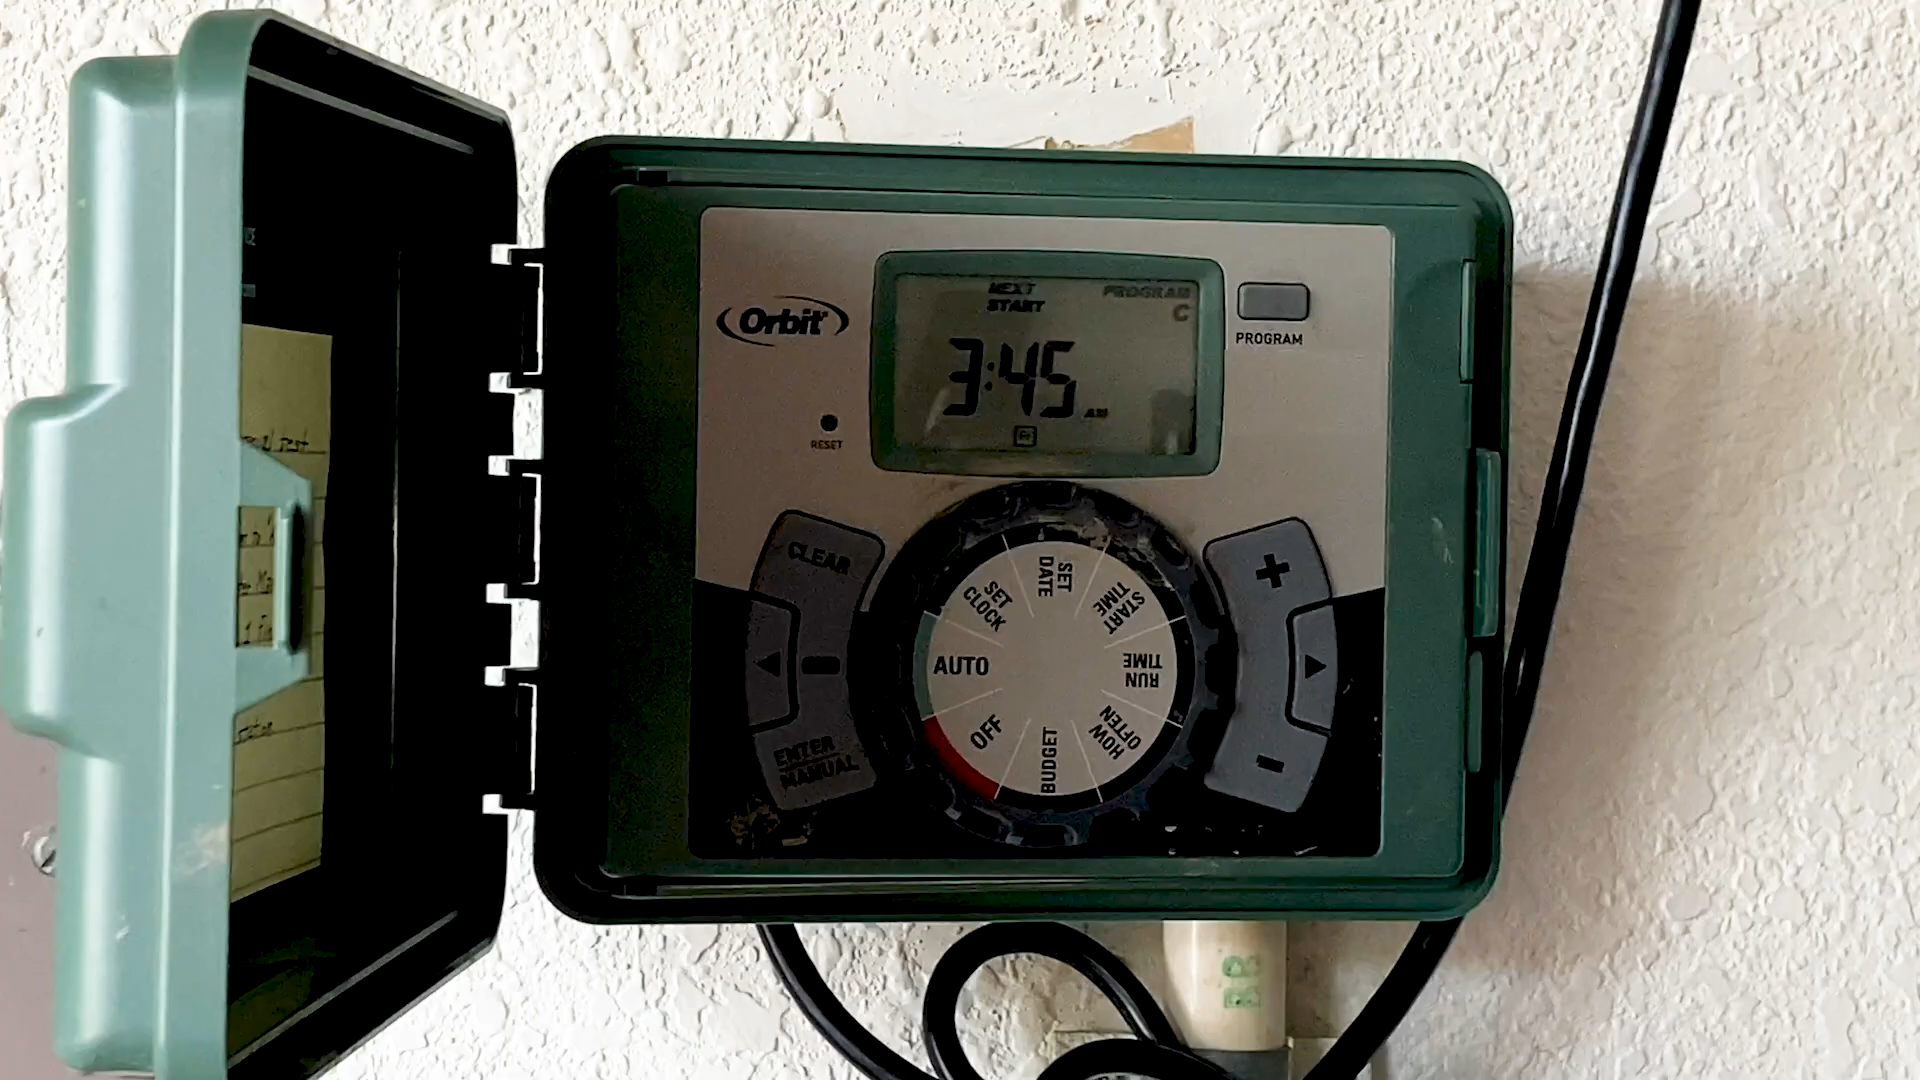 Orbit
NEXT
START
PROGRAM
C
3:45 AM
Fr
PROGRAM
RESET
CLEAR
ENTER
MANUAL
SET
DATE
START
TIME
RUN
TIME
HOW
OFTEN
BUDGET
OFF
AUTO
SET
CLOCK